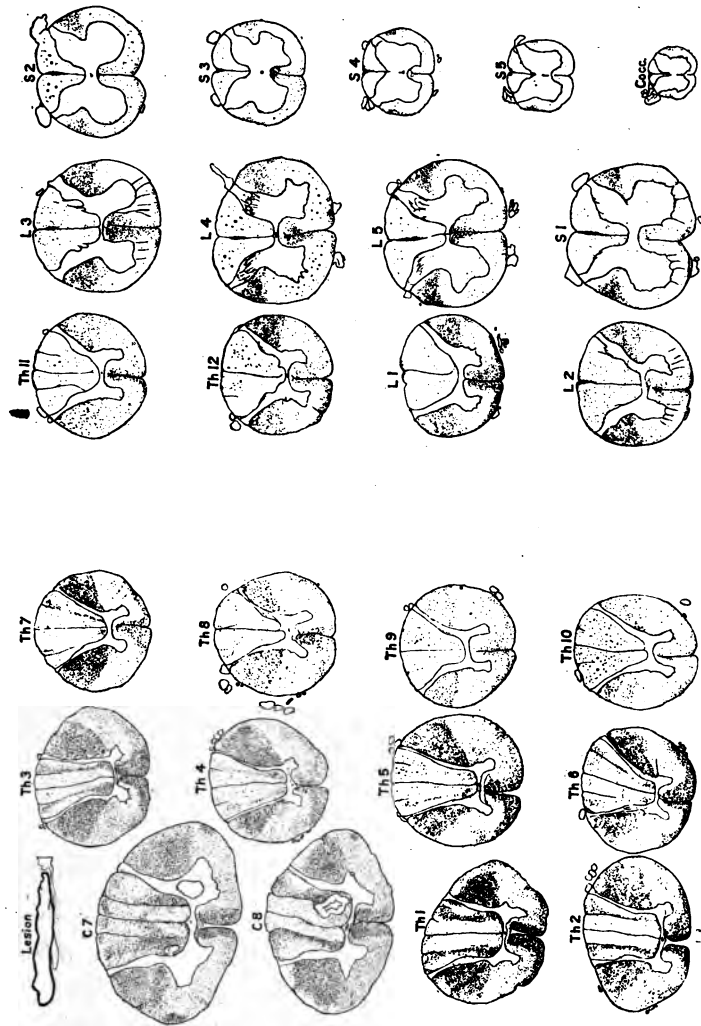 Lesion
C7
C8
Th1
Th2
Th3
Th4
Th5
Th6
Th7
Th8
Th9
Th10
Th11
Th12
L1
L2
L3
L4
L5
S1
S2
S3
S4
S5
Cocc.